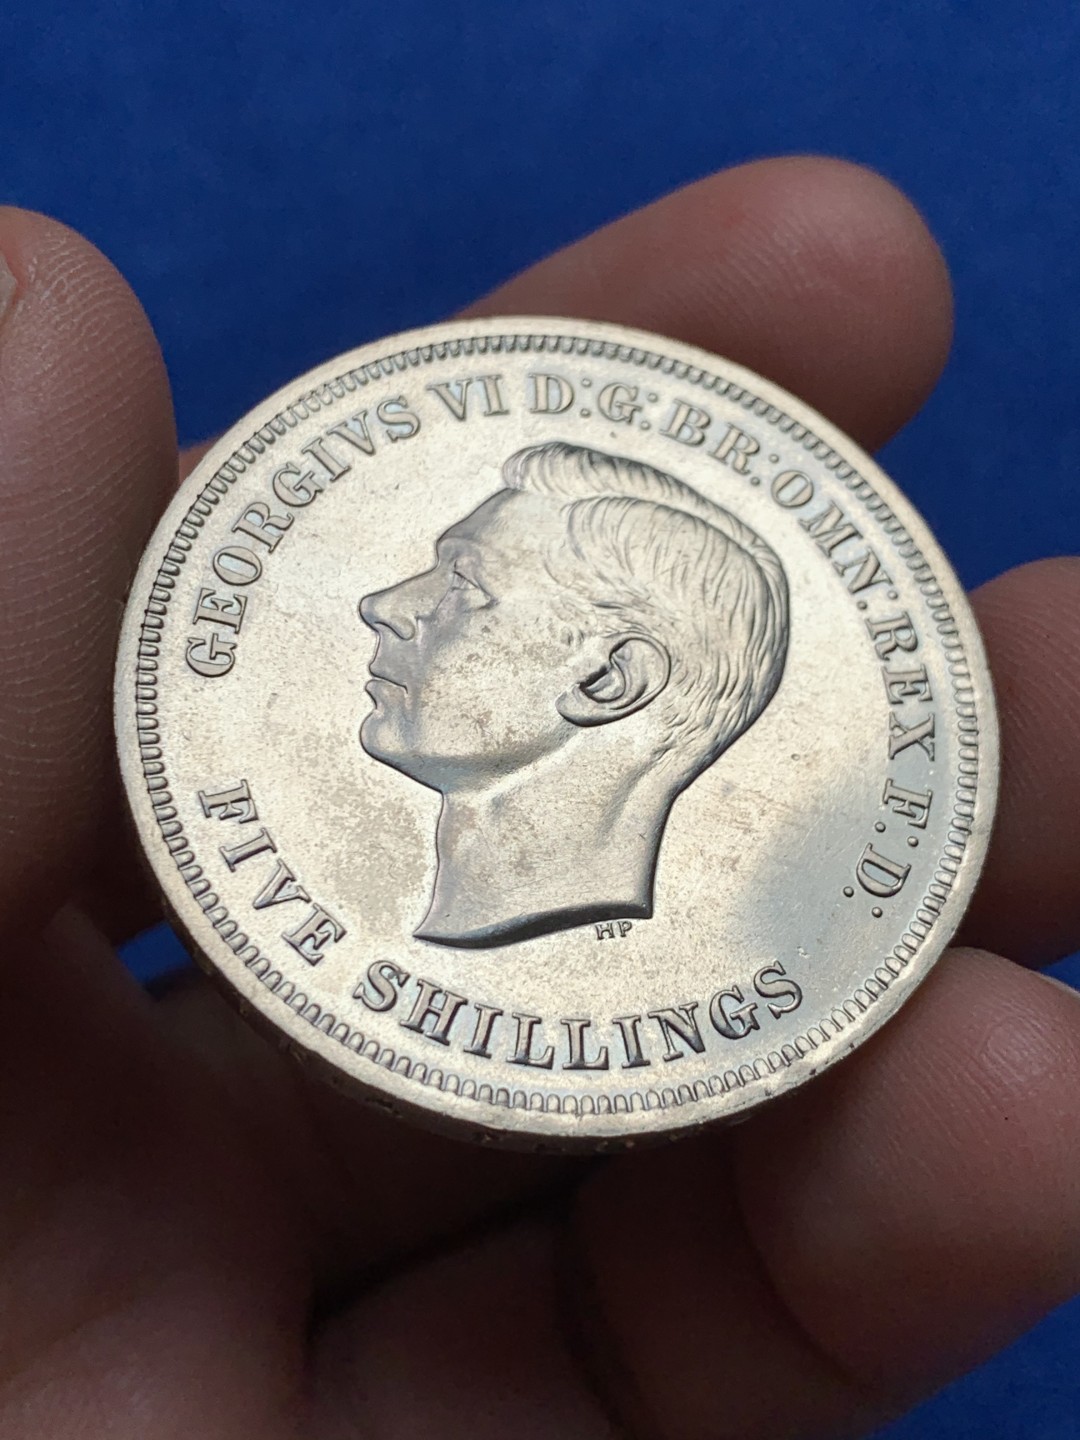 GEORGIVS VI D:G:BR:OMN:REX F:D:
HP
FIVE SHILLINGS